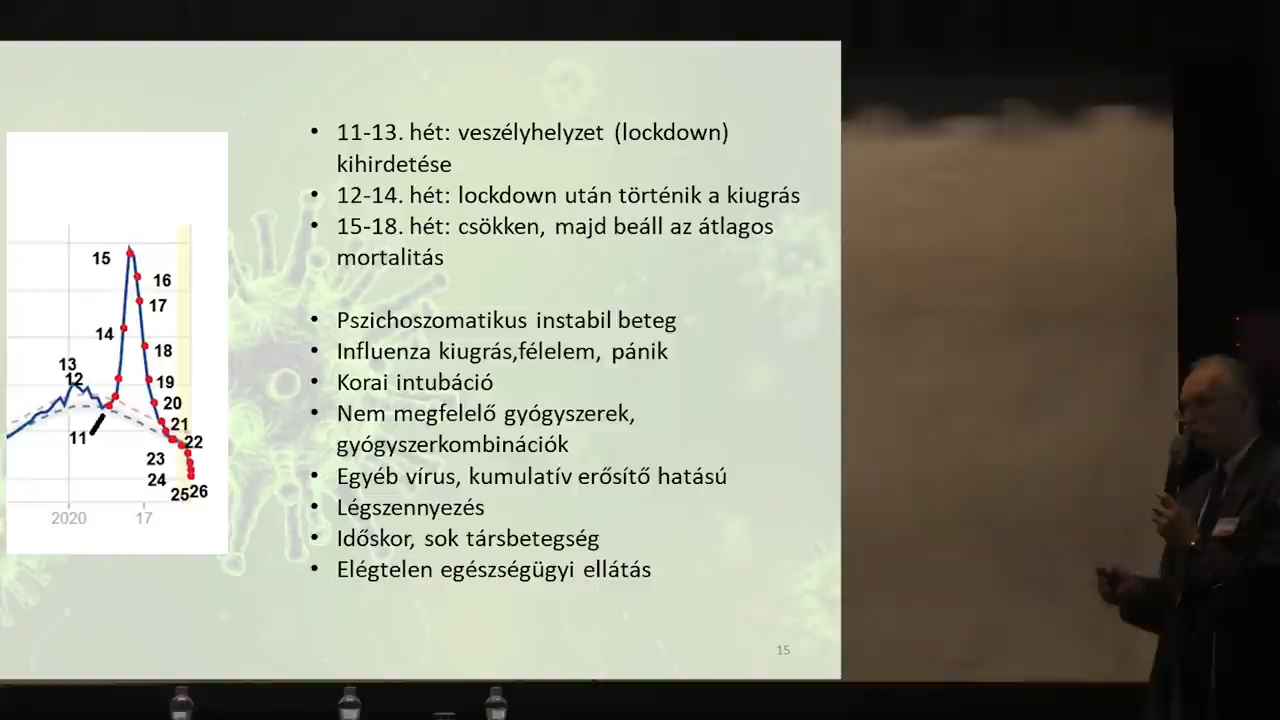 • 11-13. hét: veszélyhelyzet (lockdown)
kihirdetése
• 12-14. hét: lockdown után történik a kiugrás
• 15-18. hét: csökken, majd beáll az átlagos
mortalitás
• Pszichoszomatikus instabil beteg
• Influenza kiugrás,félelem, pánik
• Korai intubáció
• Nem megfelelő gyógyszerek,
gyógyszerkombinációk
• Egyéb vírus, kumulatív erősítő hatású
• Légszennyezés
• Időskor, sok társbetegség
• Elégtelen egészségügyi ellátás
15
16
17
14
18
13
12
19
20
21
11
22
23
24
25
26
2020
17
15